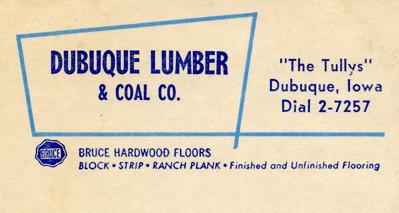 DUBUQUE LUMBER
& COAL CO.
"The Tullys"
Dubuque, Iowa
Dial 2-7257
BRUCE
BRUCE HARDWOOD FLOORS
BLOCK • STRIP • RANCH PLANK • Finished and Unfinished Flooring